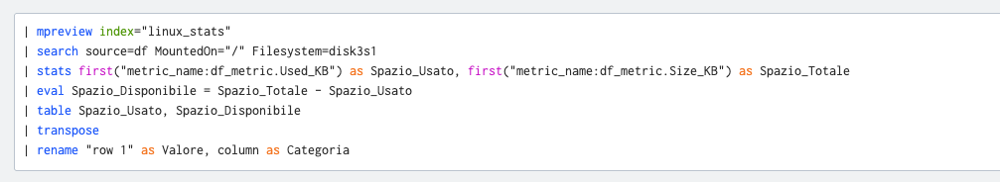 | mpreview index="linux_stats"
| search source=df MountedOn="/" Filesystem=disk3s1
| stats first("metric_name:df_metric.Used_KB") as Spazio_Usato, first("metric_name:df_metric.Size_KB") as Spazio_Totale
| eval Spazio_Disponibile = Spazio_Totale - Spazio_Usato
| table Spazio_Usato, Spazio_Disponibile
| transpose
| rename "row 1" as Valore, column as Categoria